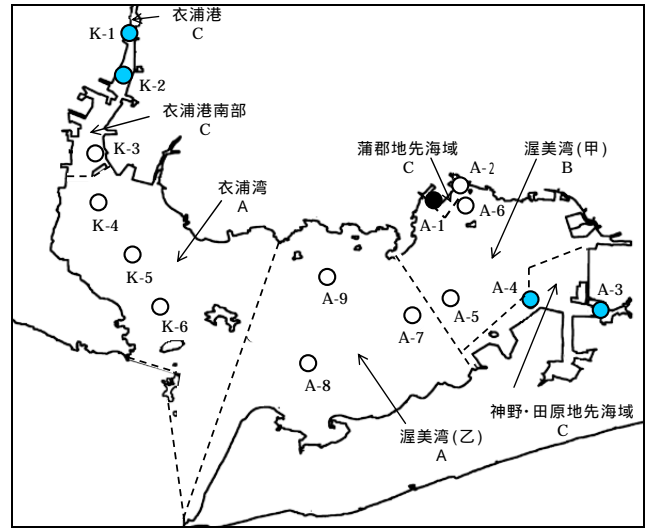 衣浦港
C
K-1
K-2
衣浦港南部
C
K-3
蒲郡地先海域
C
A-2
渥美湾(甲)
B
衣浦湾
A
K-4
A-1
A-6
K-5
A-4
A-3
A-9
K-6
A-5
A-7
A-8
神野・田原地先海域
C
渥美湾(乙)
A